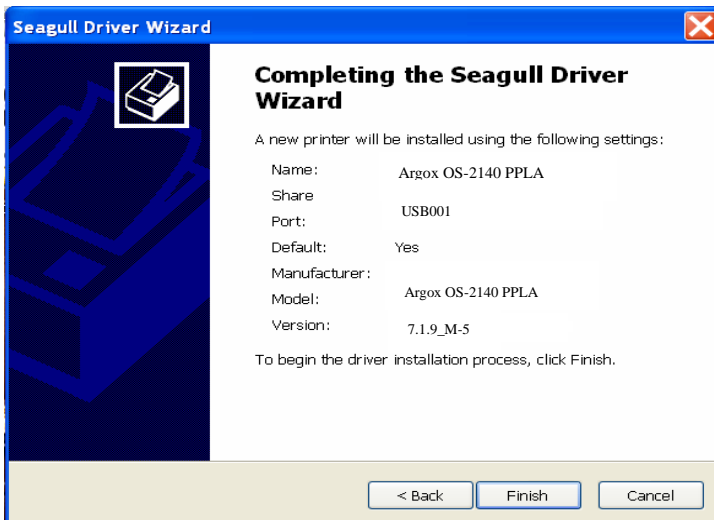 Seagull Driver Wizard
Completing the Seagull Driver
Wizard
A new printer will be installed using the following settings:
Name: Argox OS-2140 PPLA
Share
Port: USB001
Default: Yes
Manufacturer:
Model: Argox OS-2140 PPLA
Version: 7.1.9_M-5
To begin the driver installation process, click Finish.
< Back Finish Cancel